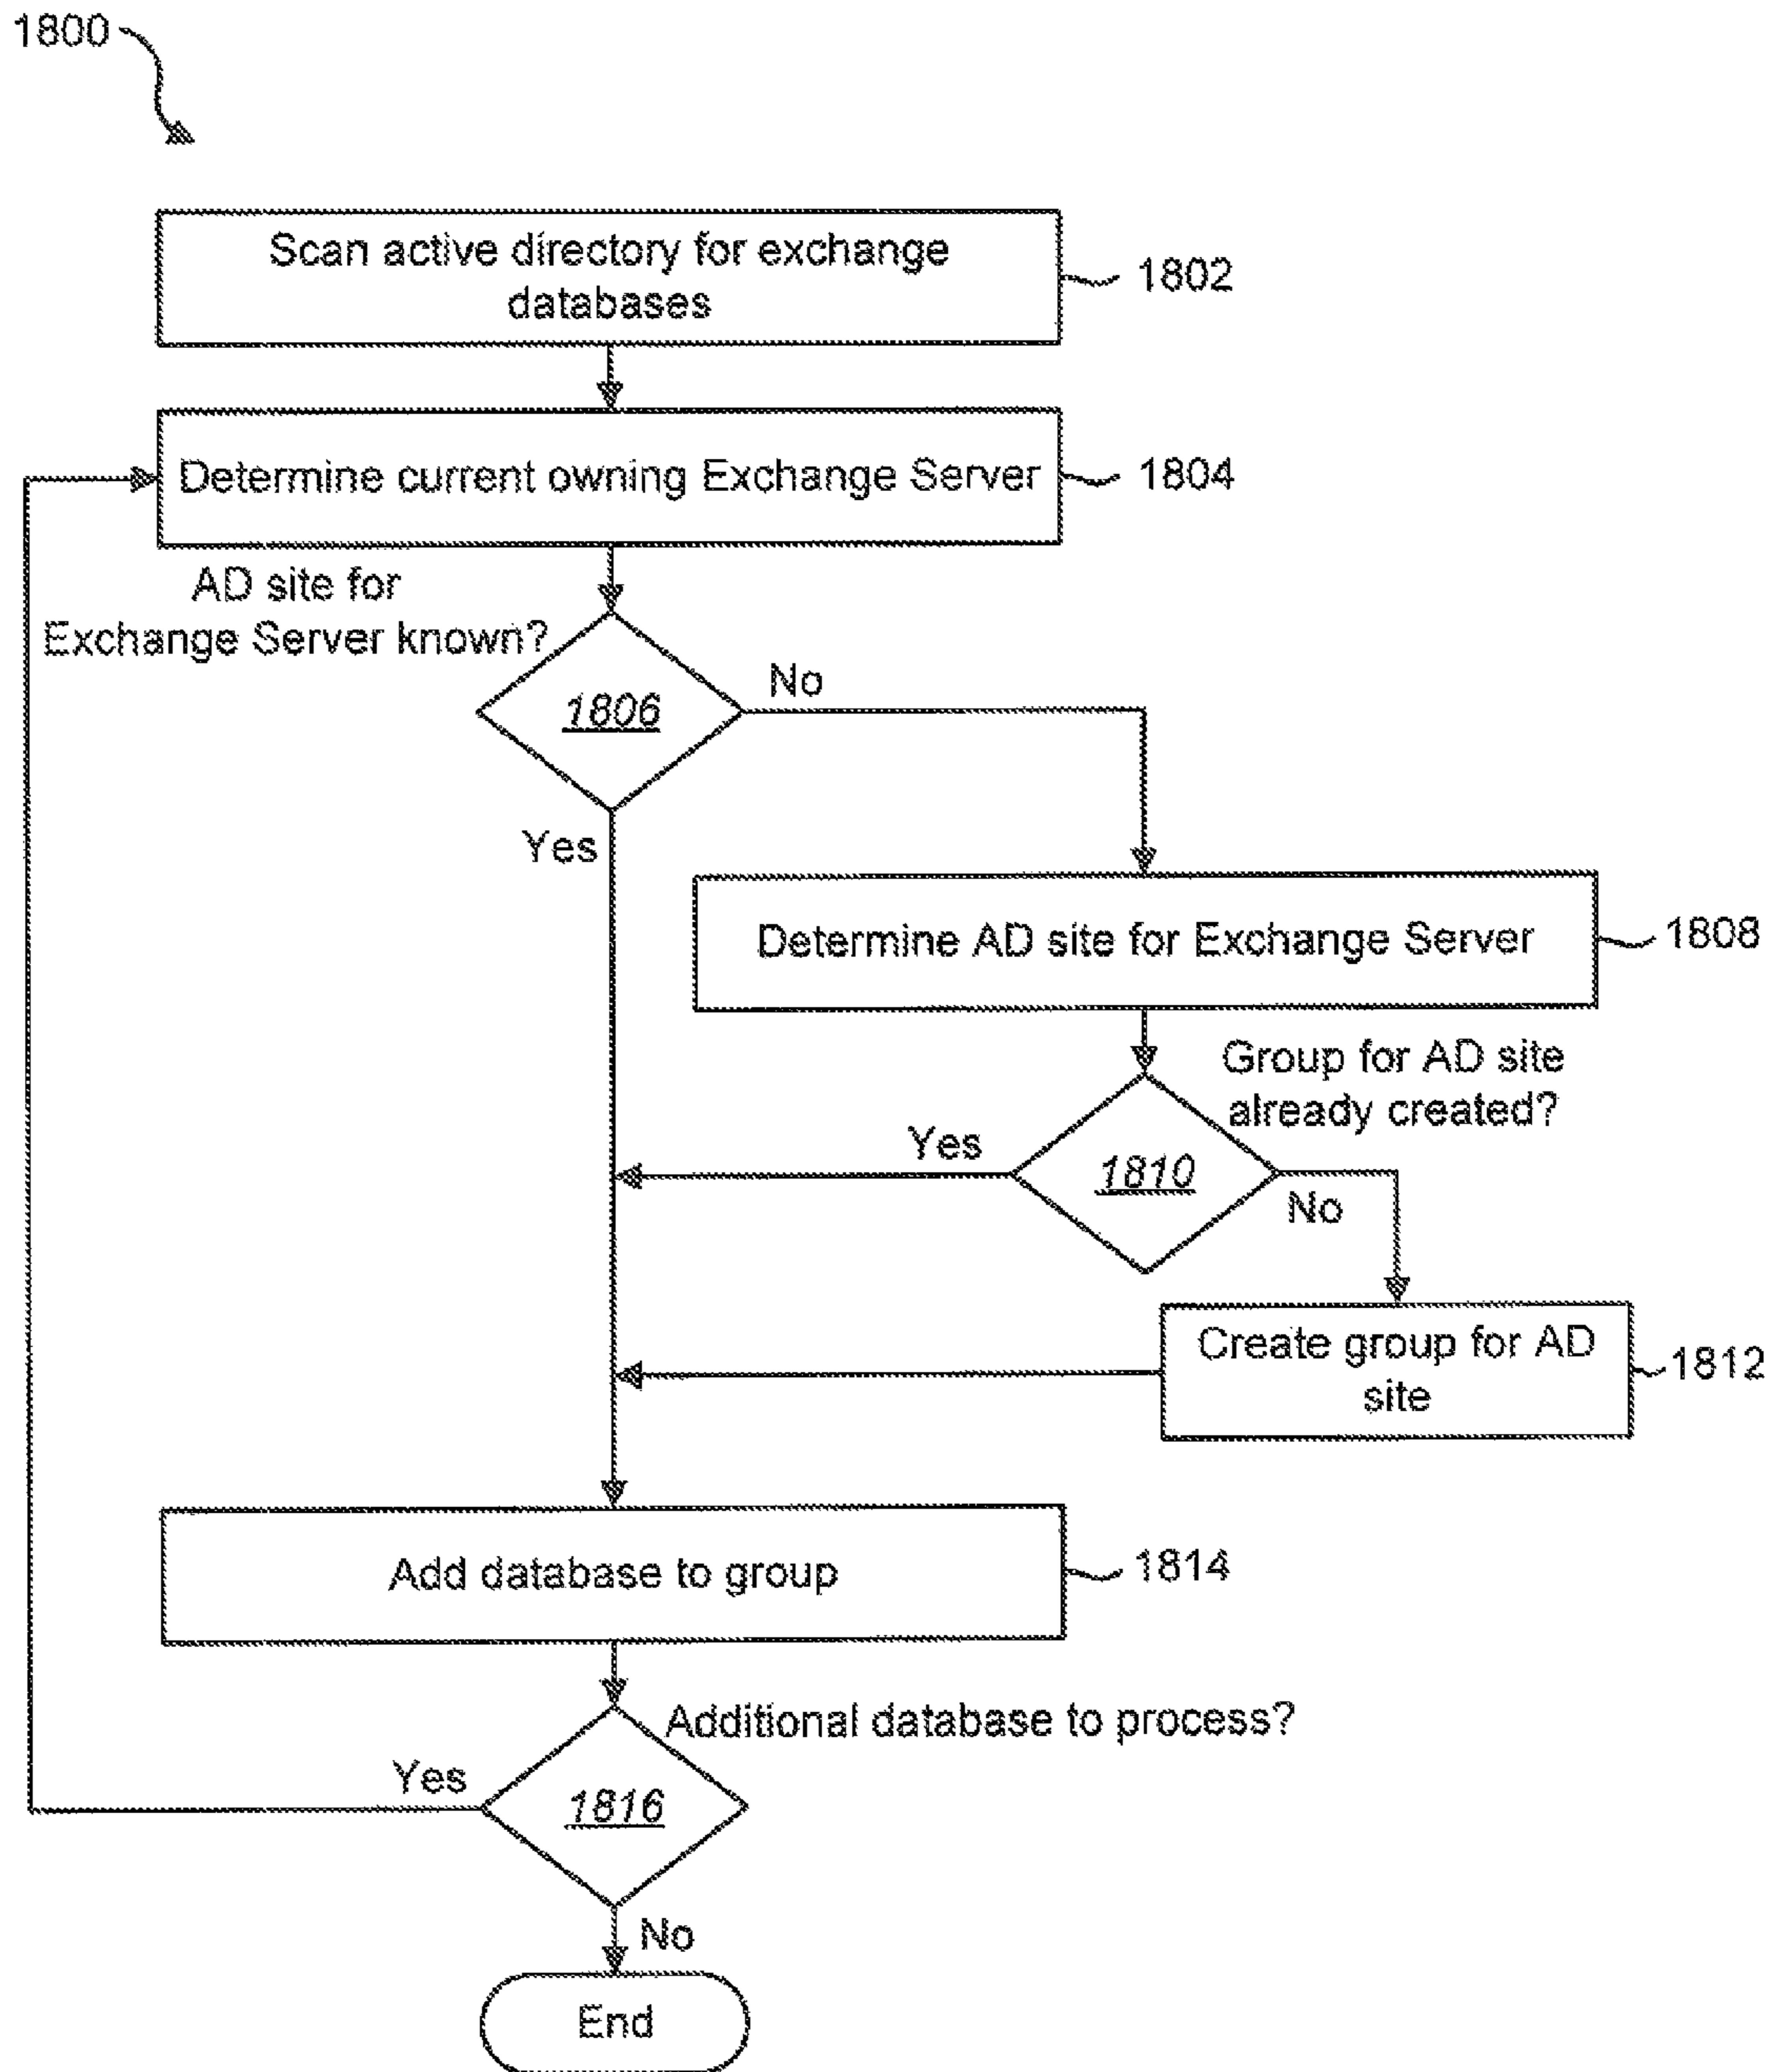 1800
Scan active directory for exchange
databases
1802
Determine current owning Exchange Server
1804
AD site for
Exchange Server known?
1806
No
Yes
Determine AD site for Exchange Server
1808
Group for AD site
already created?
Yes
1810
No
Create group for AD
site
1812
Add database to group
1814
Additional database to process?
Yes
1816
No
End